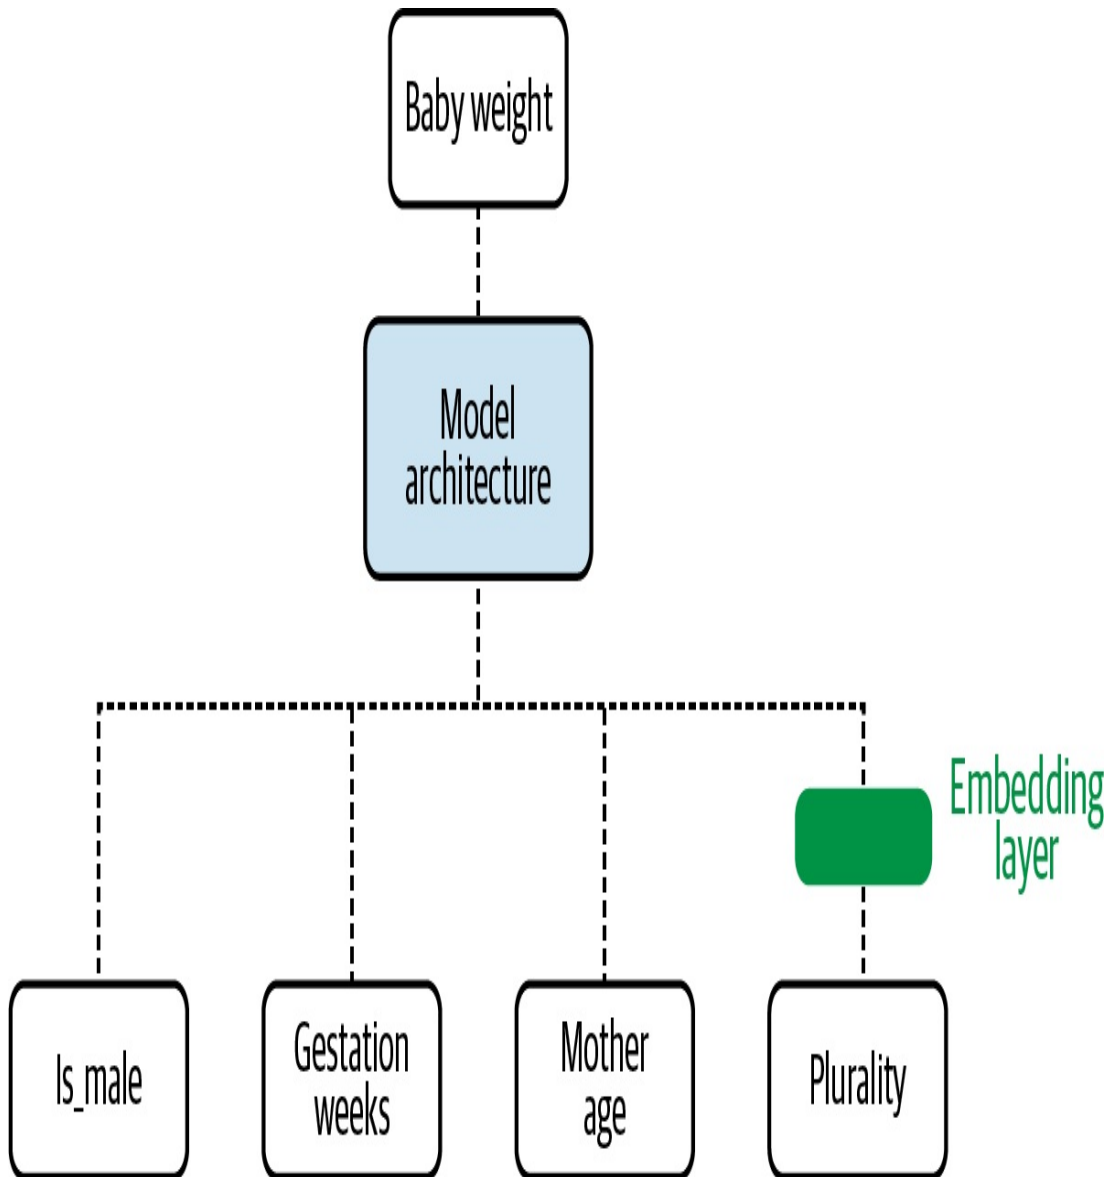 Baby weight
Model
architecture
Embedding
layer
Is_male
Gestation
weeks
Mother
age
Plurality